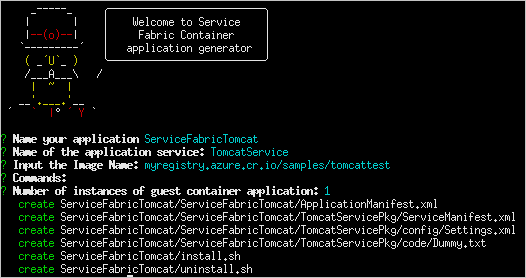 Welcome to Service
Fabric Container
application generator
? Name your application ServiceFabricTomcat
? Name of the application service: TomcatService
? Input the Image Name: myregistry.azure.cr.io/samples/tomcattest
? Commands:
? Number of instances of guest container application: 1
create ServiceFabricTomcat/ServiceFabricTomcat/ApplicationManifest.xml
create ServiceFabricTomcat/ServiceFabricTomcat/TomcatServicePkg/ServiceManifest.xml
create ServiceFabricTomcat/ServiceFabricTomcat/TomcatServicePkg/config/Settings.xml
create ServiceFabricTomcat/ServiceFabricTomcat/TomcatServicePkg/code/Dummy.txt
create ServiceFabricTomcat/install.sh
create ServiceFabricTomcat/uninstall.sh